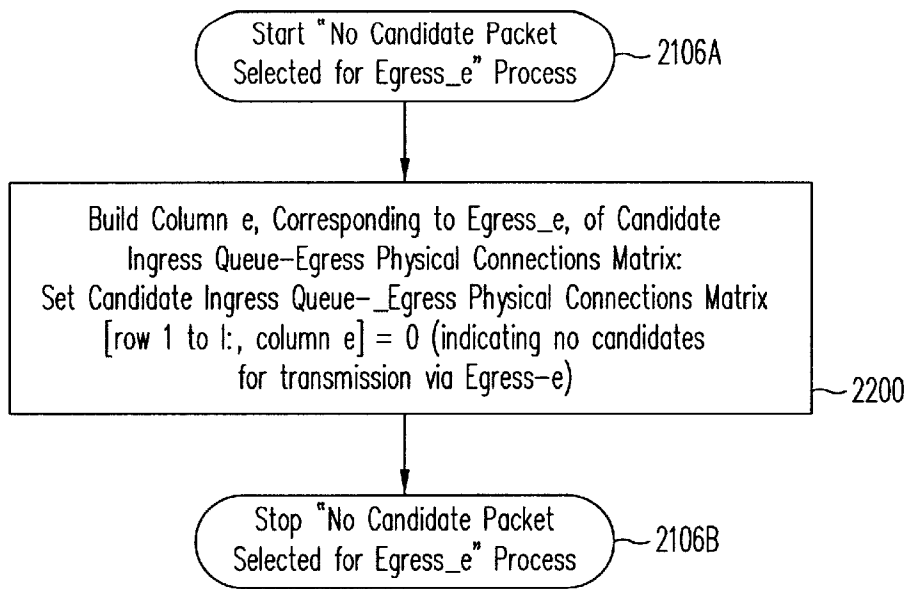 Start "No Candidate Packet
Selected for Egress_e" Process
2106A
Build Column e, Corresponding to Egress_e, of Candidate
Ingress Queue-Egress Physical Connections Matrix:
Set Candidate Ingress Queue-_Egress Physical Connections Matrix
[row 1 to I:, column e] = 0 (indicating no candidates
for transmission via Egress-e)
2200
Stop "No Candidate Packet
Selected for Egress_e" Process
2106B